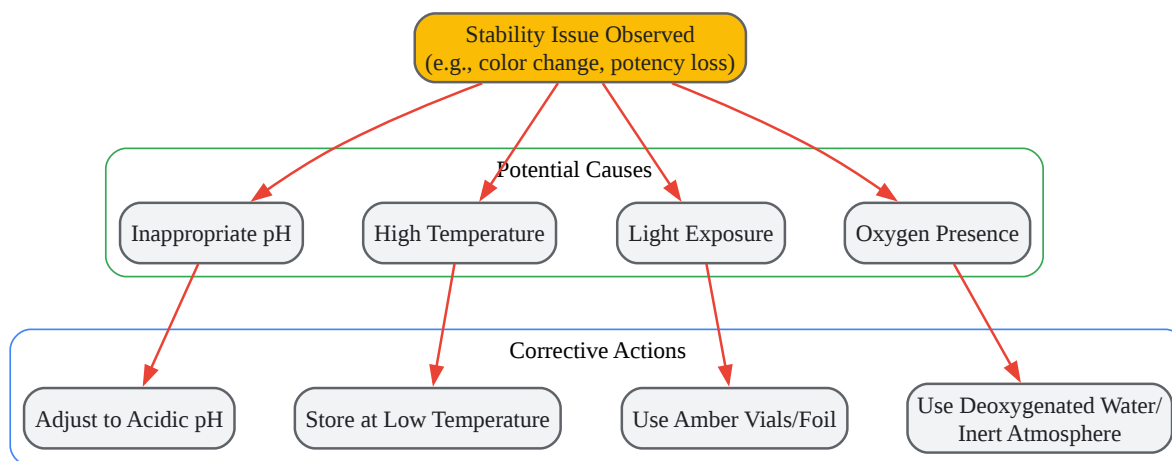 Stability Issue Observed
(e.g., color change, potency loss)
Potential Causes
Inappropriate pH
High Temperature
Light Exposure
Oxygen Presence
Corrective Actions
Adjust to Acidic pH
Store at Low Temperature
Use Amber Vials/Foil
Use Deoxygenated Water/
Inert Atmosphere